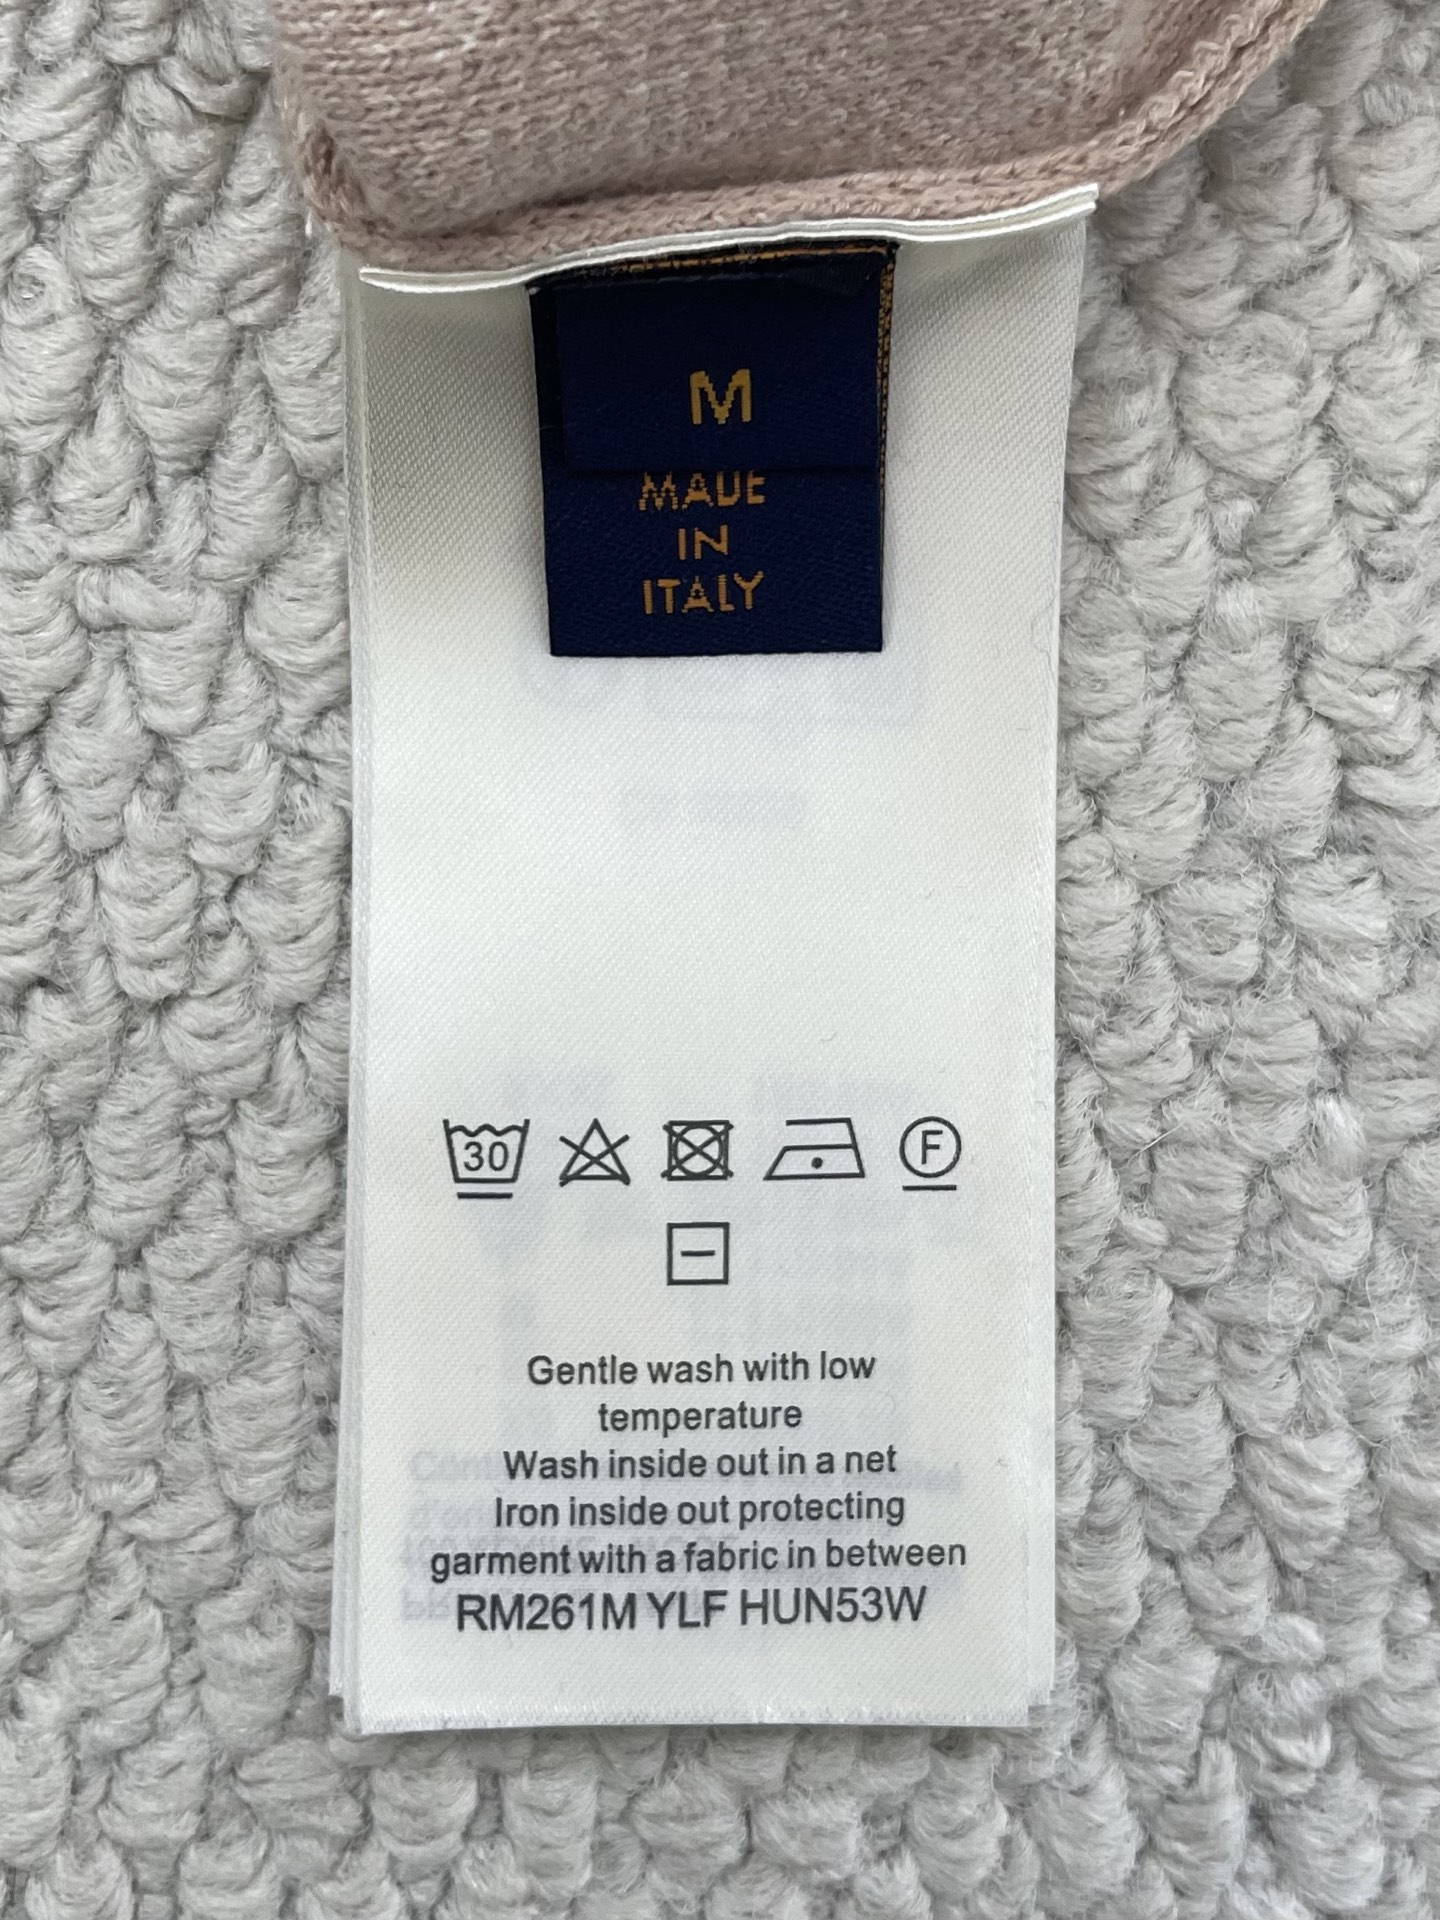 M
MADE
IN
ITALY
30
F
Gentle wash with low
temperature
Wash inside out in a net
Iron inside out protecting
garment with a fabric in between
RM261M YLF HUN53W